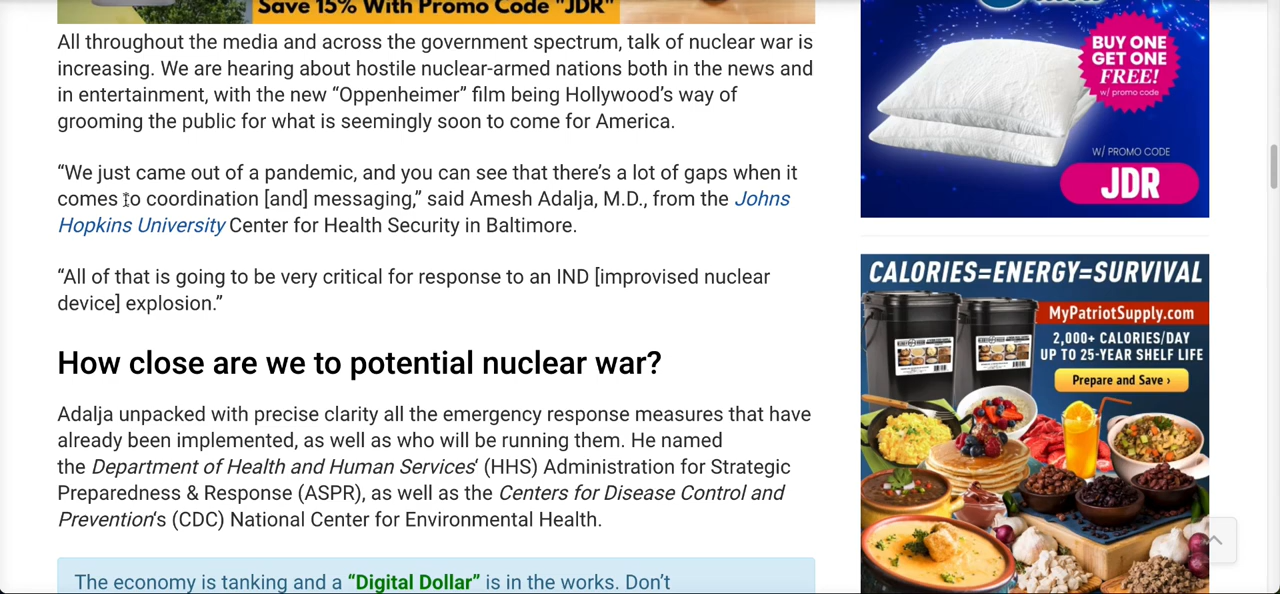 Save 15% With Promo Code "JDR"
All throughout the media and across the government spectrum, talk of nuclear war is
increasing. We are hearing about hostile nuclear-armed nations both in the news and
in entertainment, with the new “Oppenheimer” film being Hollywood’s way of
grooming the public for what is seemingly soon to come for America.
“We just came out of a pandemic, and you can see that there’s a lot of gaps when it
comes to coordination [and] messaging,” said Amesh Adalja, M.D., from the Johns
Hopkins University Center for Health Security in Baltimore.
“All of that is going to be very critical for response to an IND [improvised nuclear
device] explosion.”
How close are we to potential nuclear war?
Adalja unpacked with precise clarity all the emergency response measures that have
already been implemented, as well as who will be running them. He named
the Department of Health and Human Services‘ (HHS) Administration for Strategic
Preparedness & Response (ASPR), as well as the Centers for Disease Control and
Prevention‘s (CDC) National Center for Environmental Health.
The economy is tanking and a “Digital Dollar” is in the works. Don’t
BUY ONE
GET ONE
FREE!
w/ promo code
W/ PROMO CODE
JDR
CALORIES=ENERGY=SURVIVAL
MyPatriotSupply.com
2,000+ CALORIES/DAY
UP TO 25-YEAR SHELF LIFE
Prepare and Save ›